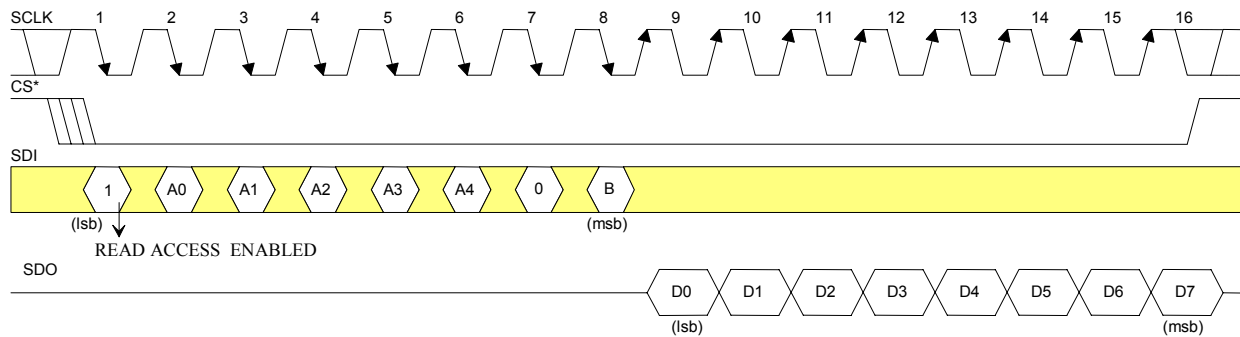 SCLK 1 2 3 4 5 6 7 8 9 10 11 12 13 14 15 16
CS*
SDI
1 A0 A1 A2 A3 A4 0 B
(lsb) (msb)
READ ACCESS ENABLED
SDO
D0 D1 D2 D3 D4 D5 D6 D7
(lsb) (msb)